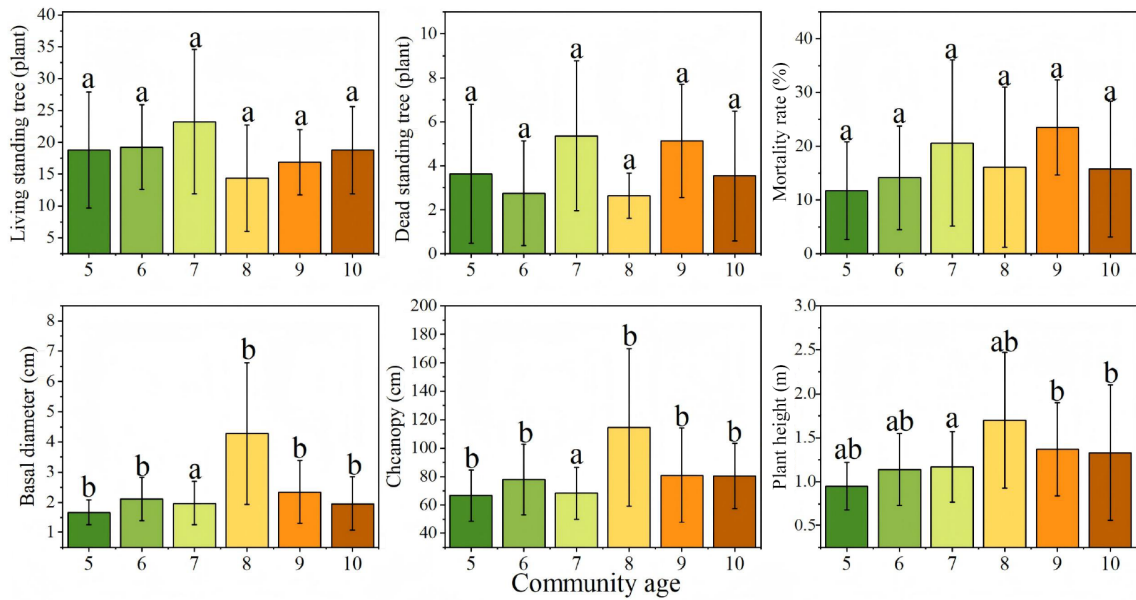 Living standing tree (plant)
40
35
30
25
20
15
10
5
a a a a a a
5 6 7 8 9 10
Dead standing tree (plant)
10
8
6
4
2
0
a a a a a a
5 6 7 8 9 10
Mortality rate (%)
40
30
20
10
0
a a a a a a
5 6 7 8 9 10
Basal diameter (cm)
8
7
6
5
4
3
2
1
b b a b b b
5 6 7 8 9 10
Chcanopy (cm)
200
180
160
140
120
100
80
60
40
b b a b b b
5 6 7 8 9 10
Plant height (m)
3.0
2.5
2.0
1.5
1.0
0.5
ab ab a ab b b
5 6 7 8 9 10
Community age